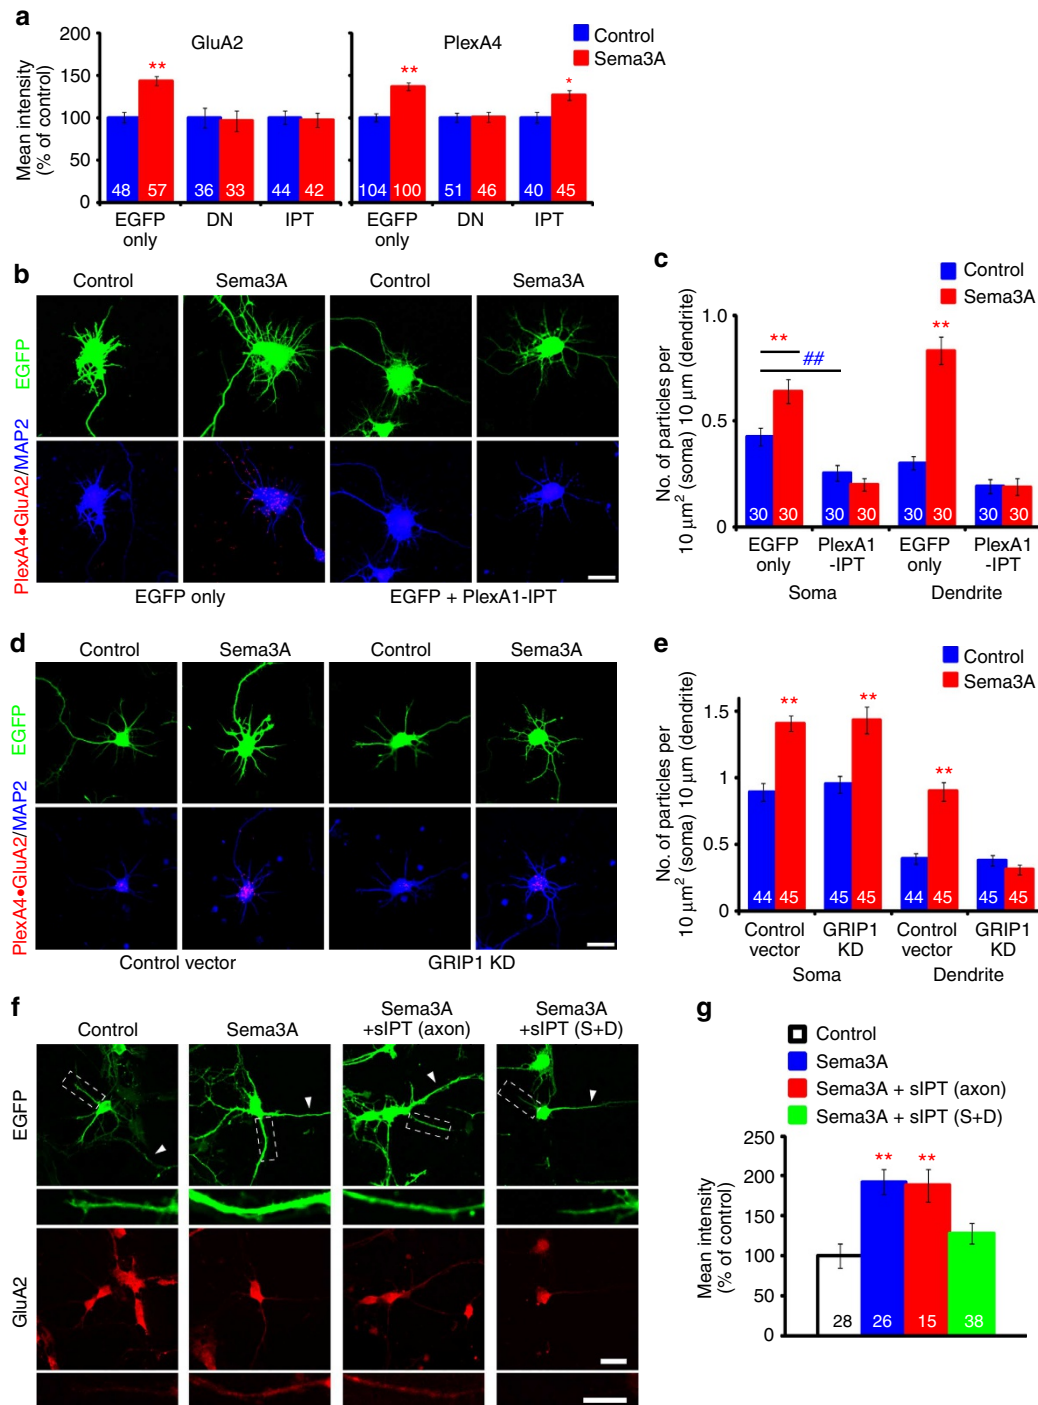 a
GluA2
PlexA4
Control
Sema3A
Mean intensity
(% of control)
200
150
100
50
0
**
**
*
48 57 36 33 44 42
104 100 51 46 40 45
EGFP only
DN
IPT
EGFP only
DN
IPT
b
Control
Sema3A
Control
Sema3A
EGFP
PlexA4•GluA2/MAP2
EGFP only
EGFP + PlexA1-IPT
c
Control
Sema3A
No. of particles per
10 μm² (soma) 10 μm (dendrite)
1.0
0.5
0
**
##
**
30 30 30 30 30 30 30 30
EGFP only
PlexA1 -IPT
EGFP only
PlexA1 -IPT
Soma
Dendrite
d
Control
Sema3A
Control
Sema3A
EGFP
PlexA4•GluA2/MAP2
Control vector
GRIP1 KD
e
Control
Sema3A
No. of particles per
10 μm² (soma) 10 μm (dendrite)
1.5
1
0.5
0
**
**
**
44 45 45 45 44 45 45 45
Control vector
GRIP1 KD
Control vector
GRIP1 KD
Soma
Dendrite
f
Control
Sema3A
Sema3A
+sIPT (axon)
Sema3A
+sIPT (S+D)
EGFP
GluA2
g
Control
Sema3A
Sema3A + sIPT (axon)
Sema3A + sIPT (S+D)
Mean intensity
(% of control)
250
200
150
100
50
0
**
**
28 26 15 38